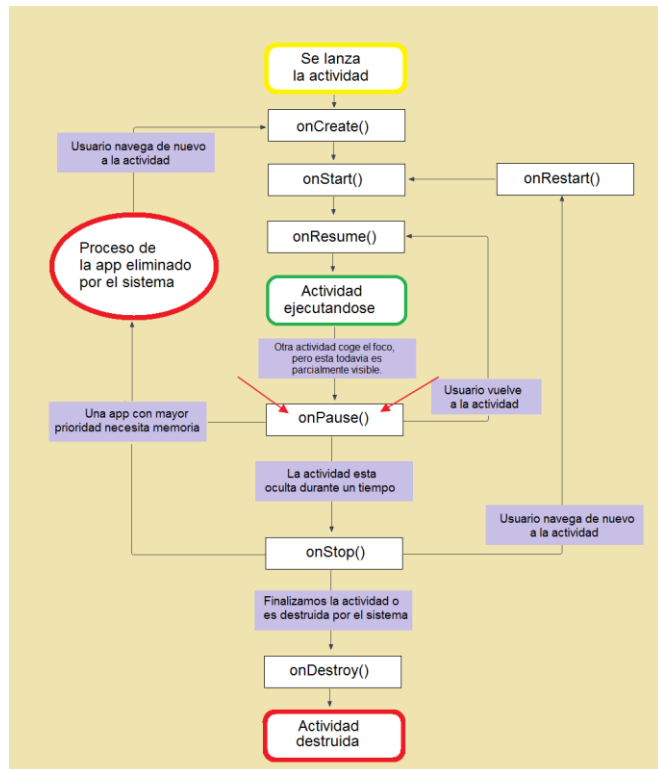 Se lanza
la actividad
onCreate()
Usuario navega de nuevo
a la actividad
onStart()
onRestart()
onResume()
Proceso de
la app eliminado
por el sistema
Actividad
ejecutandose
Otra actividad coge el foco,
pero esta todavia es
parcialmente visible.
Usuario vuelve
a la actividad
Una app con mayor
prioridad necesita memoria
onPause()
La actividad esta
oculta durante un tiempo
Usuario navega de nuevo
a la actividad
onStop()
Finalizamos la actividad o
es destruida por el sistema
onDestroy()
Actividad
destruida